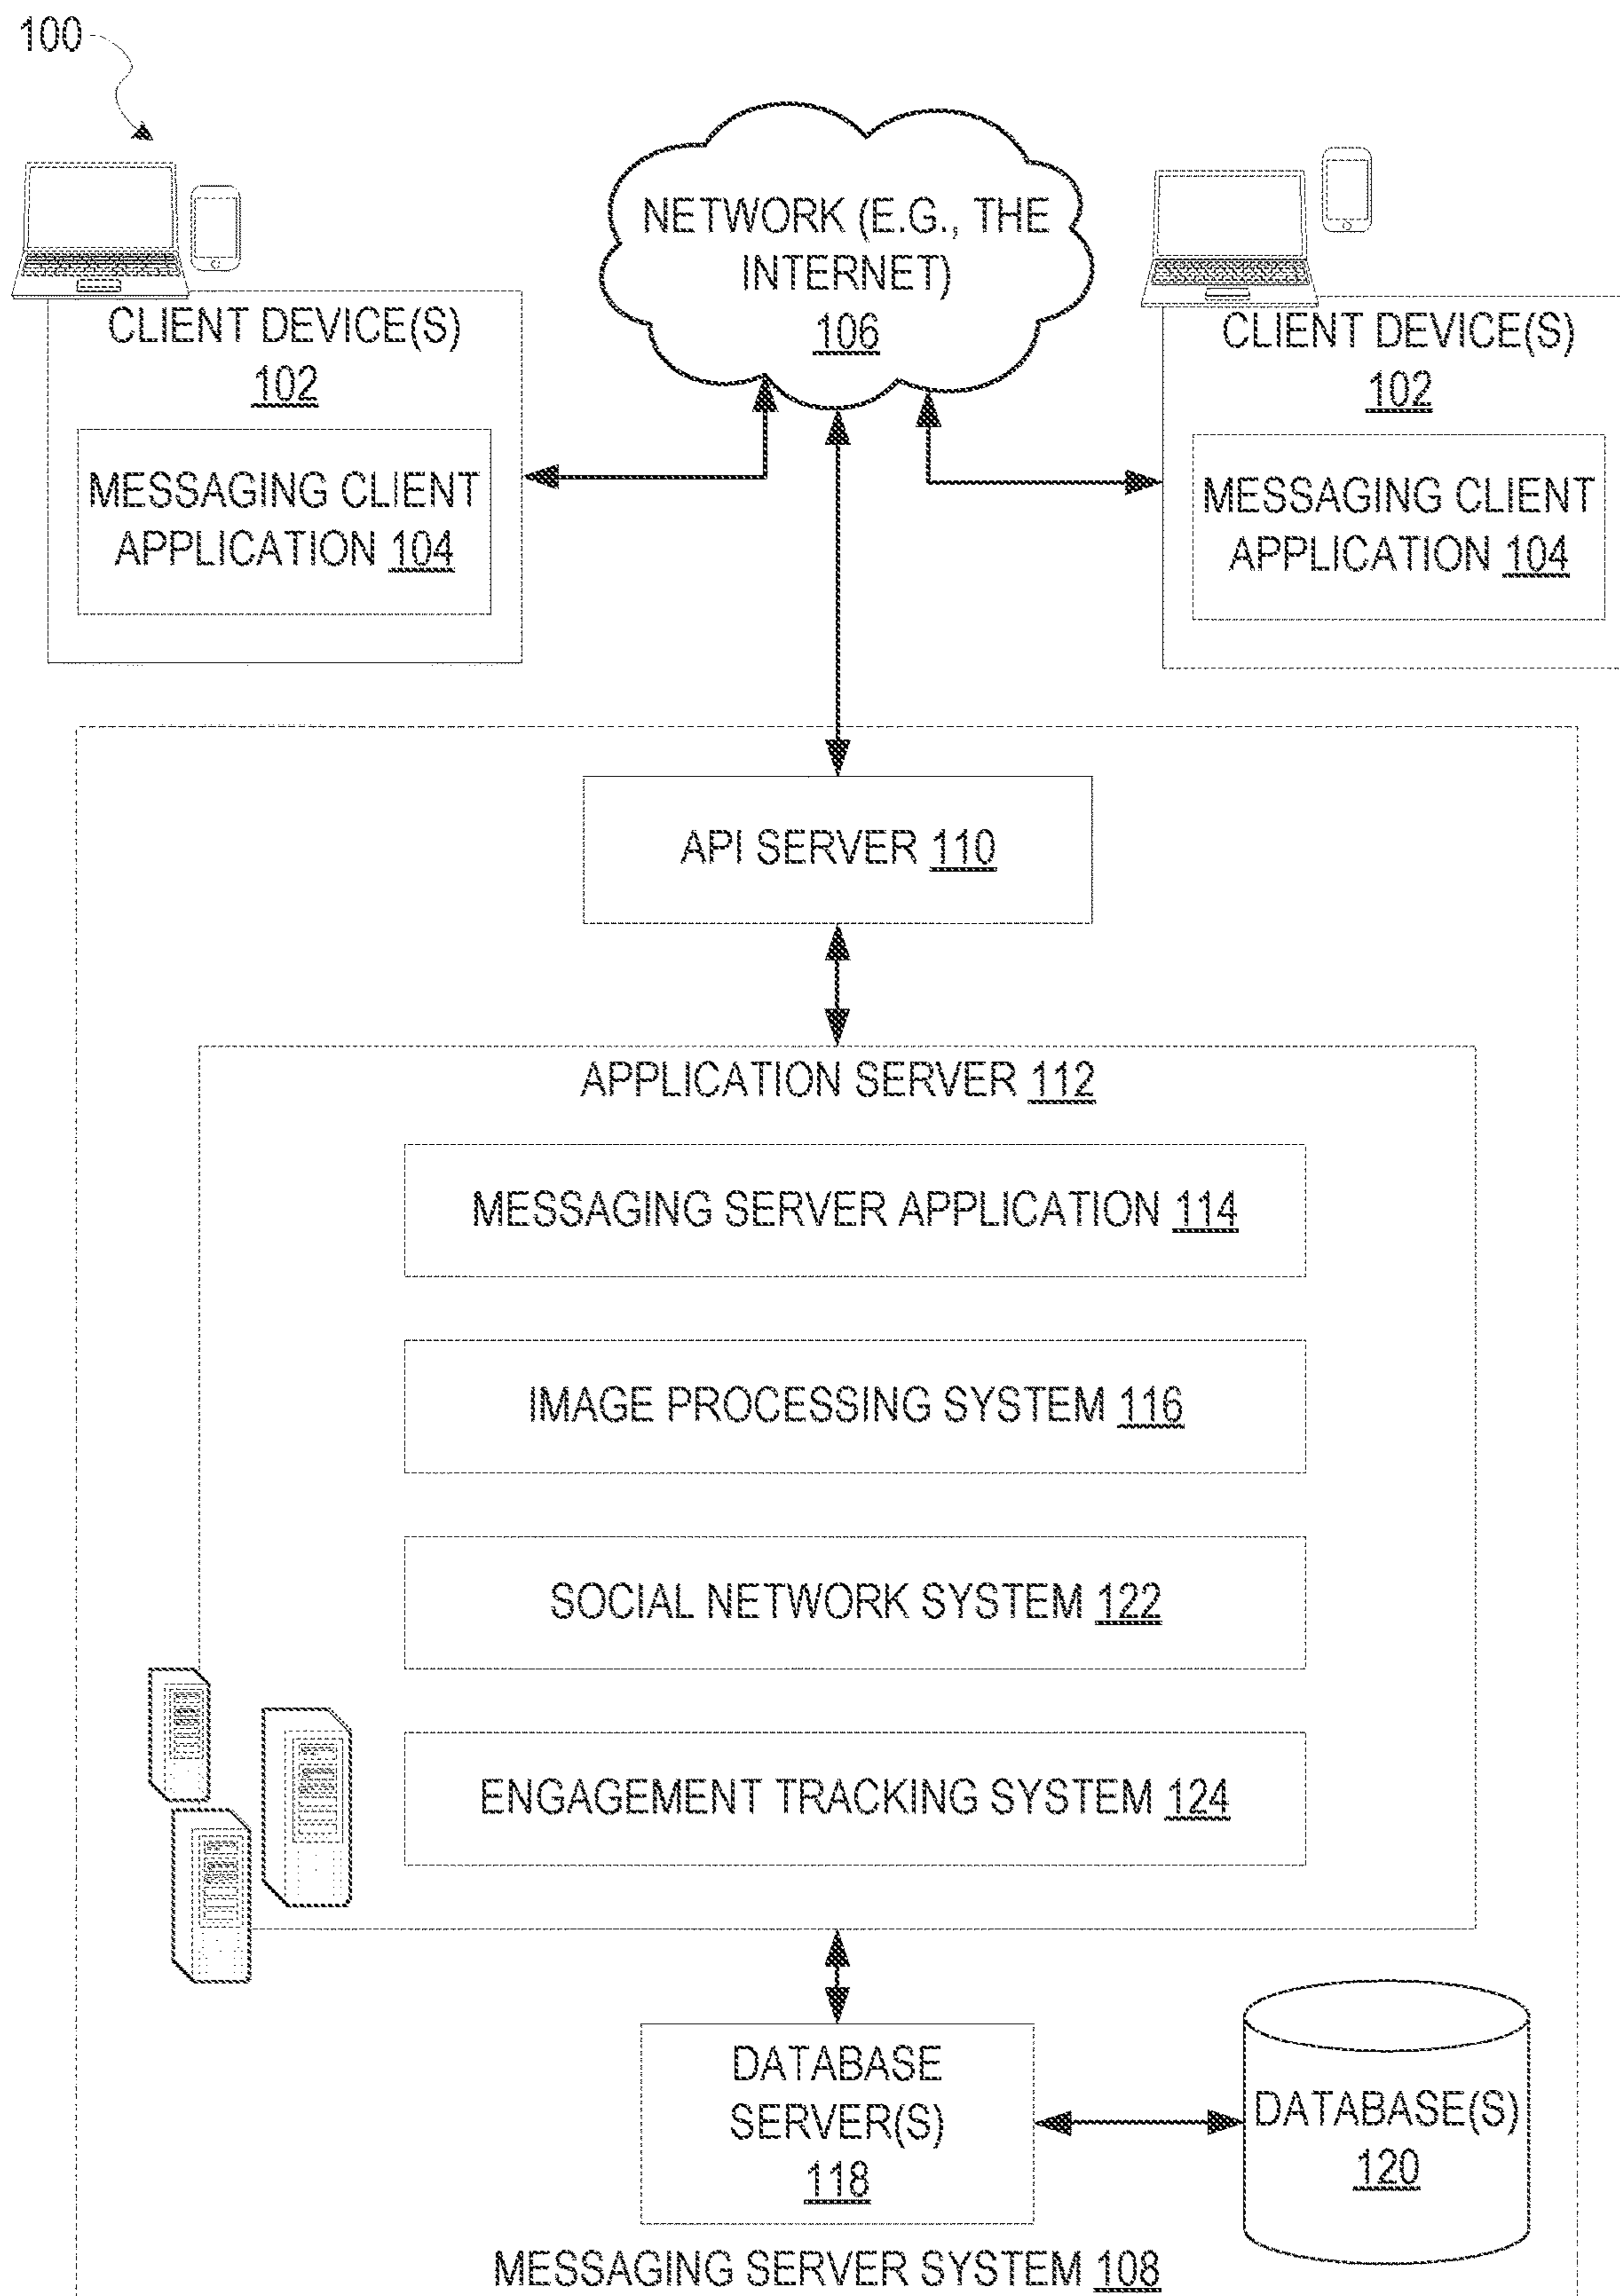 100
NETWORK (E.G., THE
INTERNET)
106
CLIENT DEVICE(S)
102
MESSAGING CLIENT
APPLICATION 104
CLIENT DEVICE(S)
102
MESSAGING CLIENT
APPLICATION 104
API SERVER 110
APPLICATION SERVER 112
MESSAGING SERVER APPLICATION 114
IMAGE PROCESSING SYSTEM 116
SOCIAL NETWORK SYSTEM 122
ENGAGEMENT TRACKING SYSTEM 124
DATABASE
SERVER(S)
118
DATABASE(S)
120
MESSAGING SERVER SYSTEM 108